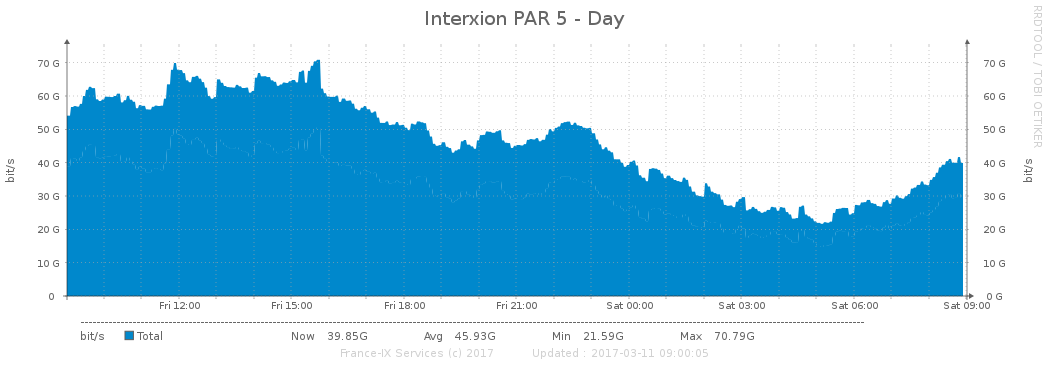 Interxion PAR 5 - Day
RRDTOOL / TOBI OETIKER
bit/s
bit/s
70 G 70 G
60 G 60 G
50 G 50 G
40 G 40 G
30 G 30 G
20 G 20 G
10 G 10 G
0 0 G
Fri 12:00 Fri 15:00 Fri 18:00 Fri 21:00 Sat 00:00 Sat 03:00 Sat 06:00 Sat 09:00
bit/s Total Now 39.85G Avg 45.93G Min 21.59G Max 70.79G
France-IX Services (c) 2017 Updated : 2017-03-11 09:00:05